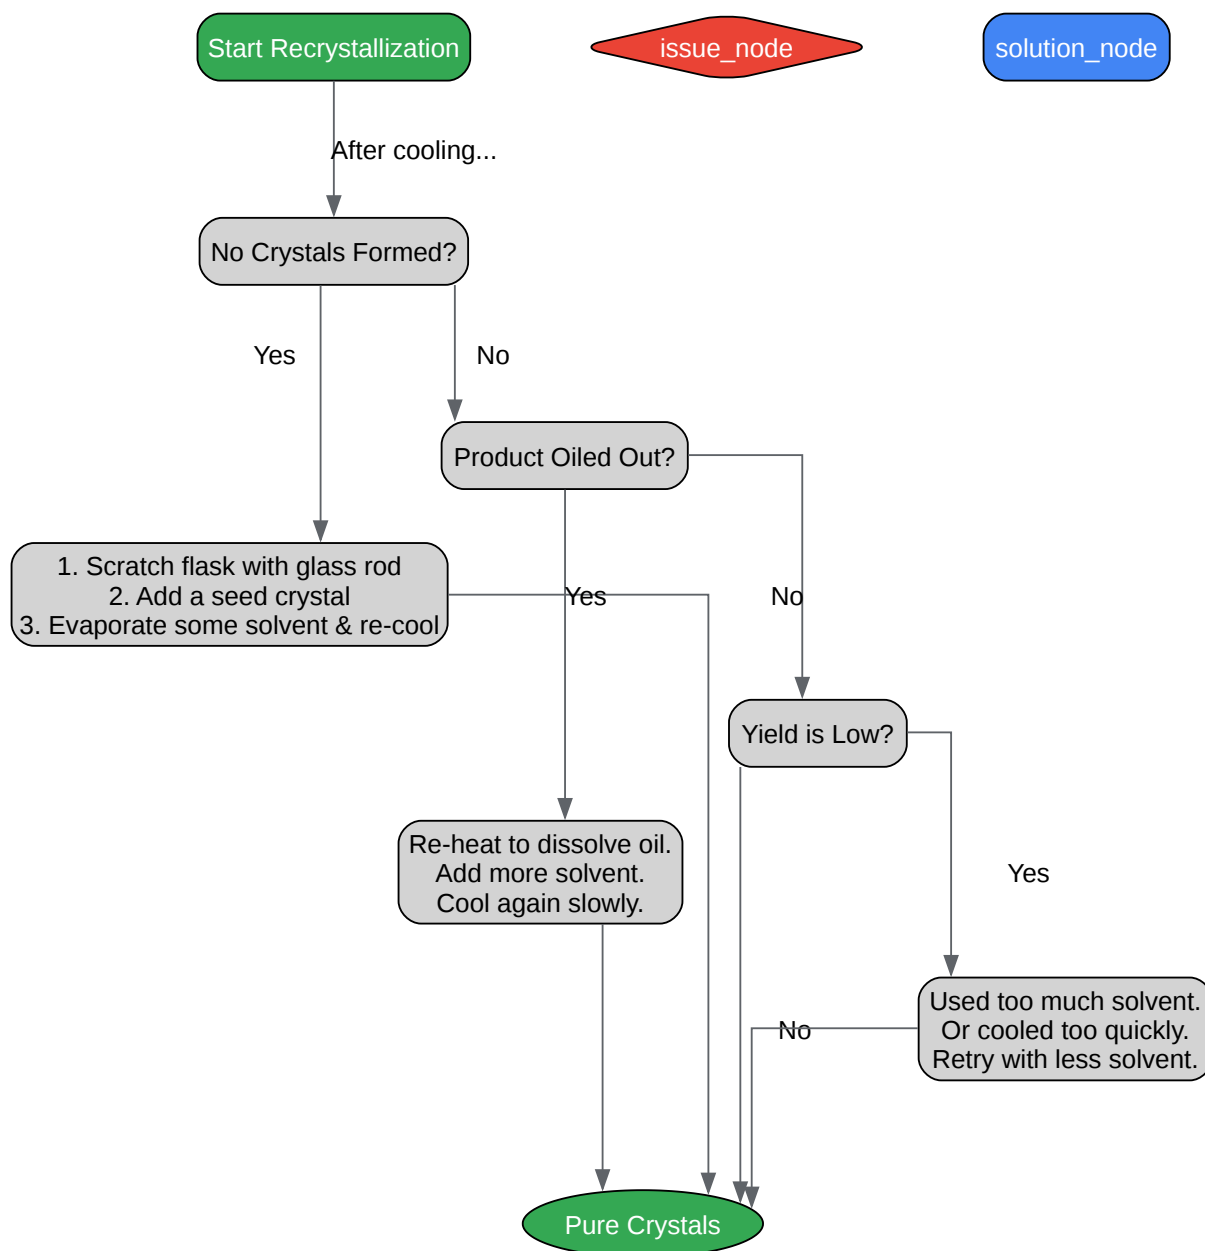 Start Recrystallization
issue_node
solution_node
After cooling...
No Crystals Formed?
Yes
No
Product Oiled Out?
1. Scratch flask with glass rod
2. Add a seed crystal
3. Evaporate some solvent & re-cool
Yes
No
Yield is Low?
Re-heat to dissolve oil.
Add more solvent.
Cool again slowly.
Yes
Used too much solvent.
Or cooled too quickly.
Retry with less solvent.
No
Pure Crystals